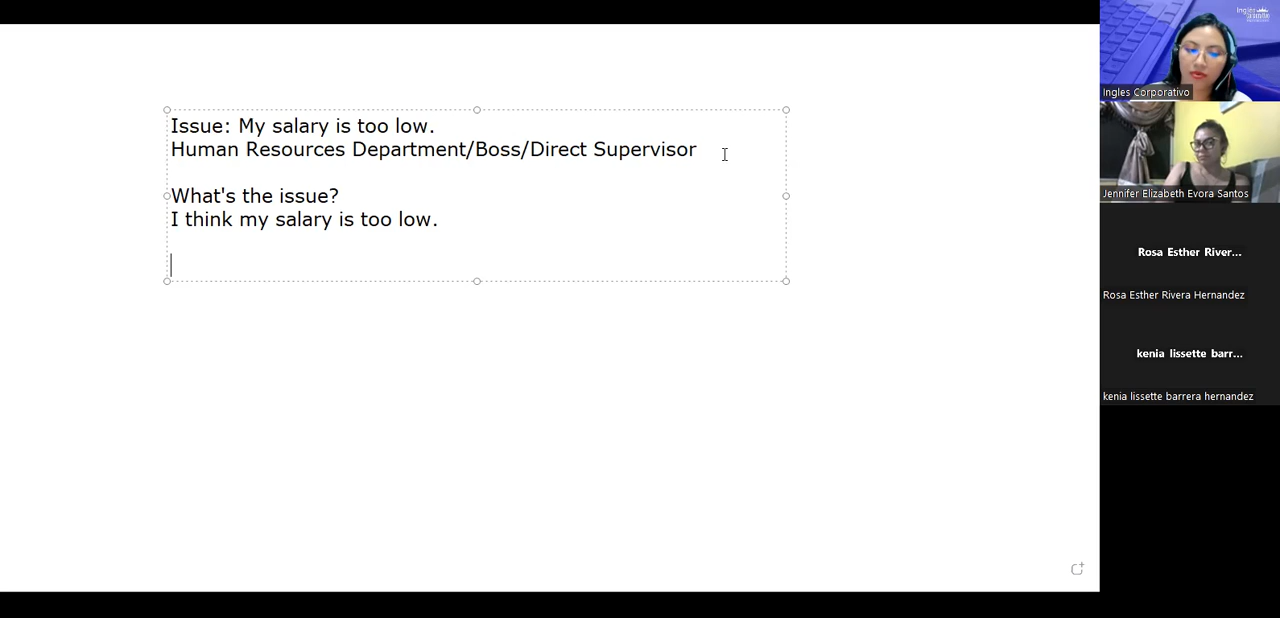 Issue: My salary is too low.
Human Resources Department/Boss/Direct Supervisor
What's the issue?
I think my salary is too low.
Ingles Corporativo
Jennifer Elizabeth Evora Santos
Rosa Esther River...
Rosa Esther Rivera Hernandez
kenia lissette barr...
kenia lissette barrera hernandez